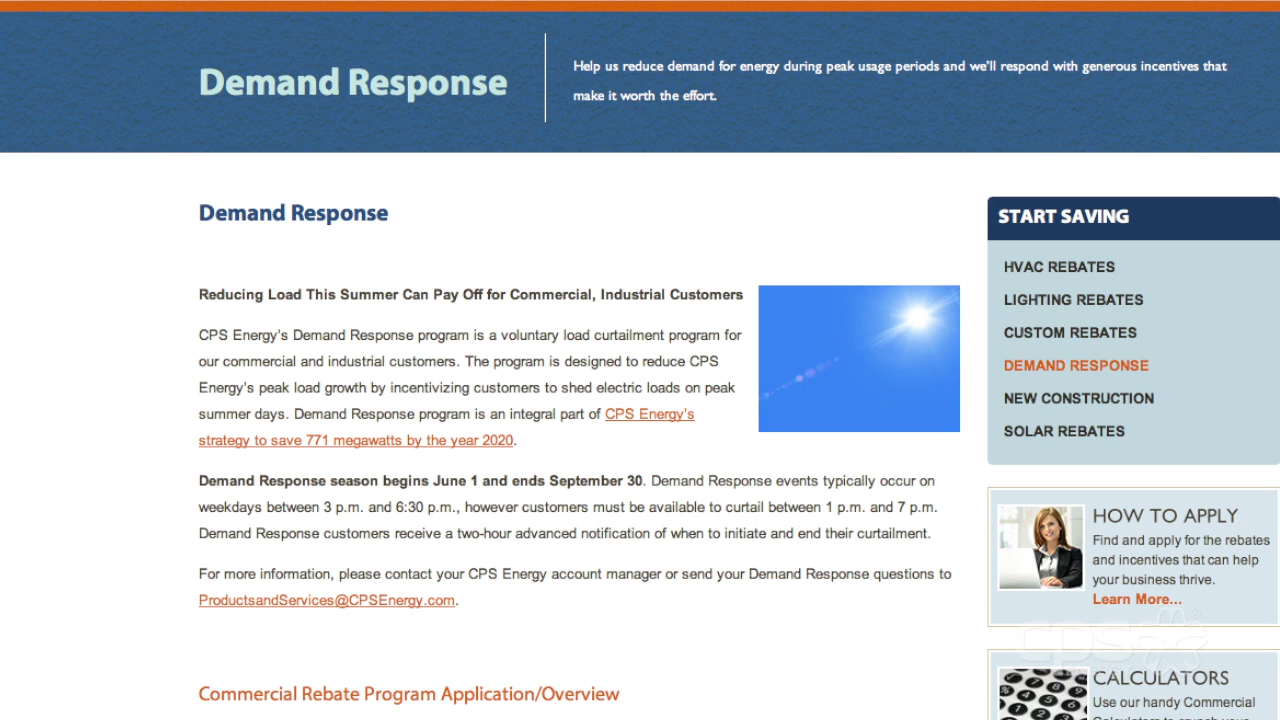 Demand Response
Help us reduce demand for energy during peak usage periods and we'll respond with generous incentives that
make it worth the effort.
Demand Response
Reducing Load This Summer Can Pay Off for Commercial, Industrial Customers
CPS Energy's Demand Response program is a voluntary load curtailment program for
our commercial and industrial customers. The program is designed to reduce CPS
Energy's peak load growth by incentivizing customers to shed electric loads on peak
summer days. Demand Response program is an integral part of CPS Energy's
strategy to save 771 megawatts by the year 2020.
Demand Response season begins June 1 and ends September 30. Demand Response events typically occur on
weekdays between 3 p.m. and 6:30 p.m., however customers must be available to curtail between 1 p.m. and 7 p.m.
Demand Response customers receive a two-hour advanced notification of when to initiate and end their curtailment.
For more information, please contact your CPS Energy account manager or send your Demand Response questions to
ProductsandServices@CPSEnergy.com.
Commercial Rebate Program Application/Overview
START SAVING
HVAC REBATES
LIGHTING REBATES
CUSTOM REBATES
DEMAND RESPONSE
NEW CONSTRUCTION
SOLAR REBATES
HOW TO APPLY
Find and apply for the rebates
and incentives that can help
your business thrive.
Learn More...
cps
CALCULATORS
Use our handy Commercial